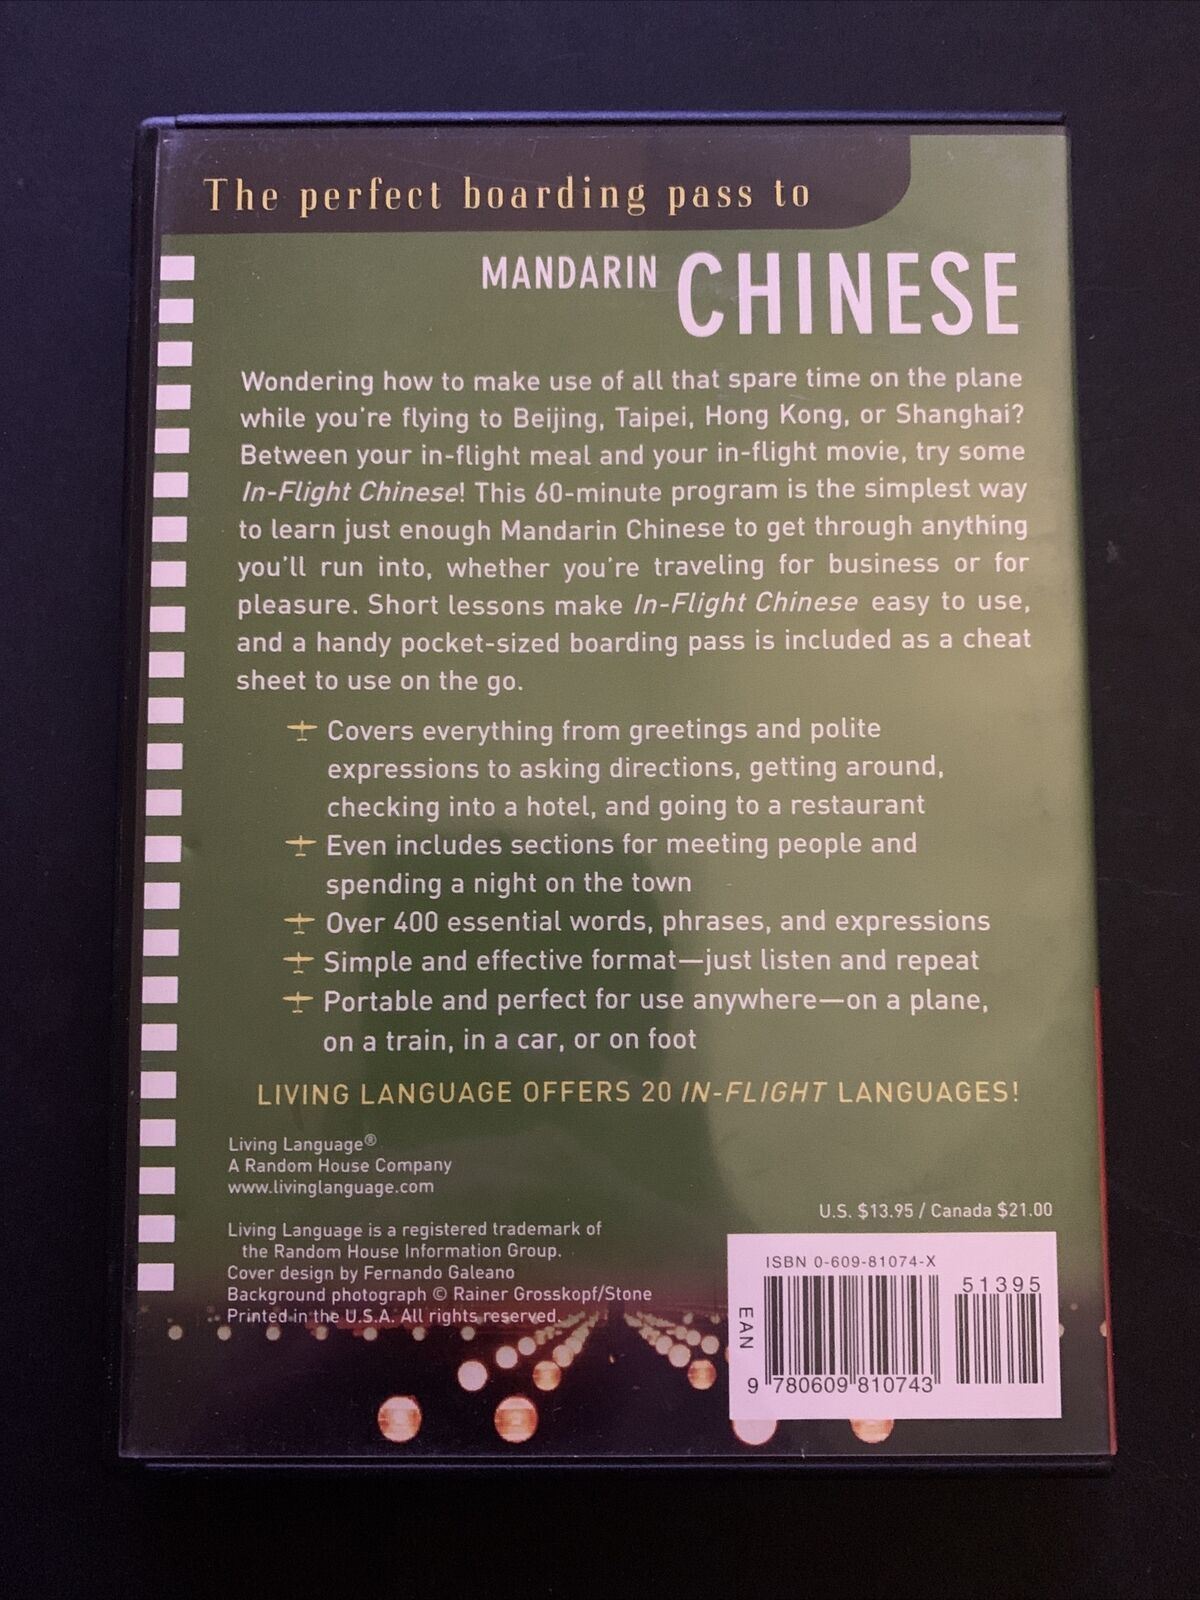 The perfect boarding pass to
MANDARIN CHINESE
Wondering how to make use of all that spare time on the plane
while you're flying to Beijing, Taipei, Hong Kong, or Shanghai?
Between your in-flight meal and your in-flight movie, try some
In-Flight Chinese! This 60-minute program is the simplest way
to learn just enough Mandarin Chinese to get through anything
you'll run into, whether you're traveling for business or for
pleasure. Short lessons make In-Flight Chinese easy to use,
and a handy pocket-sized boarding pass is included as a cheat
sheet to use on the go.
Covers everything from greetings and polite
expressions to asking directions, getting around,
checking into a hotel, and going to a restaurant
Even includes sections for meeting people and
spending a night on the town
Over 400 essential words, phrases, and expressions
Simple and effective format—just listen and repeat
Portable and perfect for use anywhere—on a plane,
on a train, in a car, or on foot
LIVING LANGUAGE OFFERS 20 IN-FLIGHT LANGUAGES!
Living Language®
A Random House Company
www.livinglanguage.com
Living Language is a registered trademark of
the Random House Information Group.
Cover design by Fernando Galeano
Background photograph © Rainer Grosskopf/Stone
Printed in the U.S.A. All rights reserved.
U.S. $13.95 / Canada $21.00
ISBN 0-609-81074-X
51395
EAN
9 780609 810743